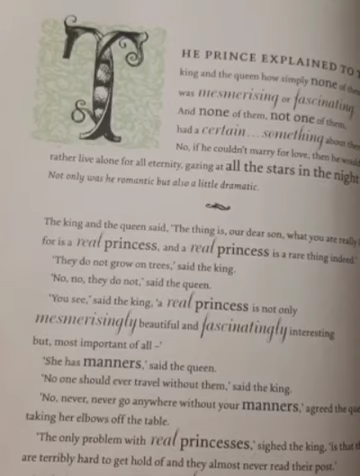 THE PRINCE EXPLAINED TO
king and the queen how simply none of
was mesmerising or fascinating
And none of them, not one of them,
had a certain... something about
No, if he couldn't marry for love, then he would
rather live alone for all eternity, gazing at all the stars in the night
Not only was he romantic but also a little dramatic.
The king and the queen said, 'The thing is, our dear son, what you are really
for is a real princess, and a real princess is a rare thing indeed.'
'They do not grow on trees,' said the king.
'No, no, they do not,' said the queen.
'You see,' said the king, 'a real princess is not only
mesmerisingly beautiful and fascinatingly interesting
but, most important of all –'
'She has manners,' said the queen.
'No one should ever travel without them,' said the king.
'No, never, never go anywhere without your manners,' agreed the
taking her elbows off the table.
'The only problem with real princesses,' sighed the king, 'is that
are terribly hard to get hold of and they almost never read their post.'